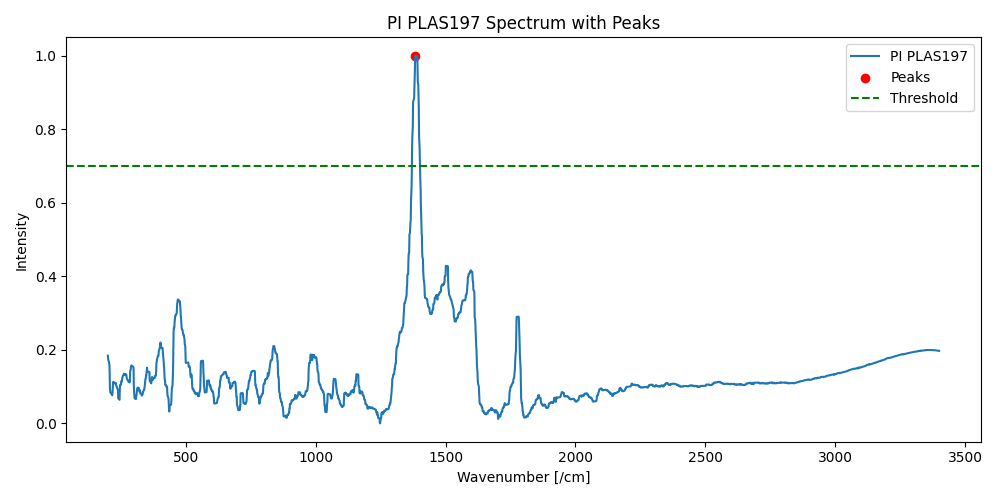 PI PLAS197 Spectrum with Peaks
PI PLAS197
Peaks
Threshold
Intensity
1.0
0.8
0.6
0.4
0.2
0.0
500
1000
1500
2000
2500
3000
3500
Wavenumber [/cm]